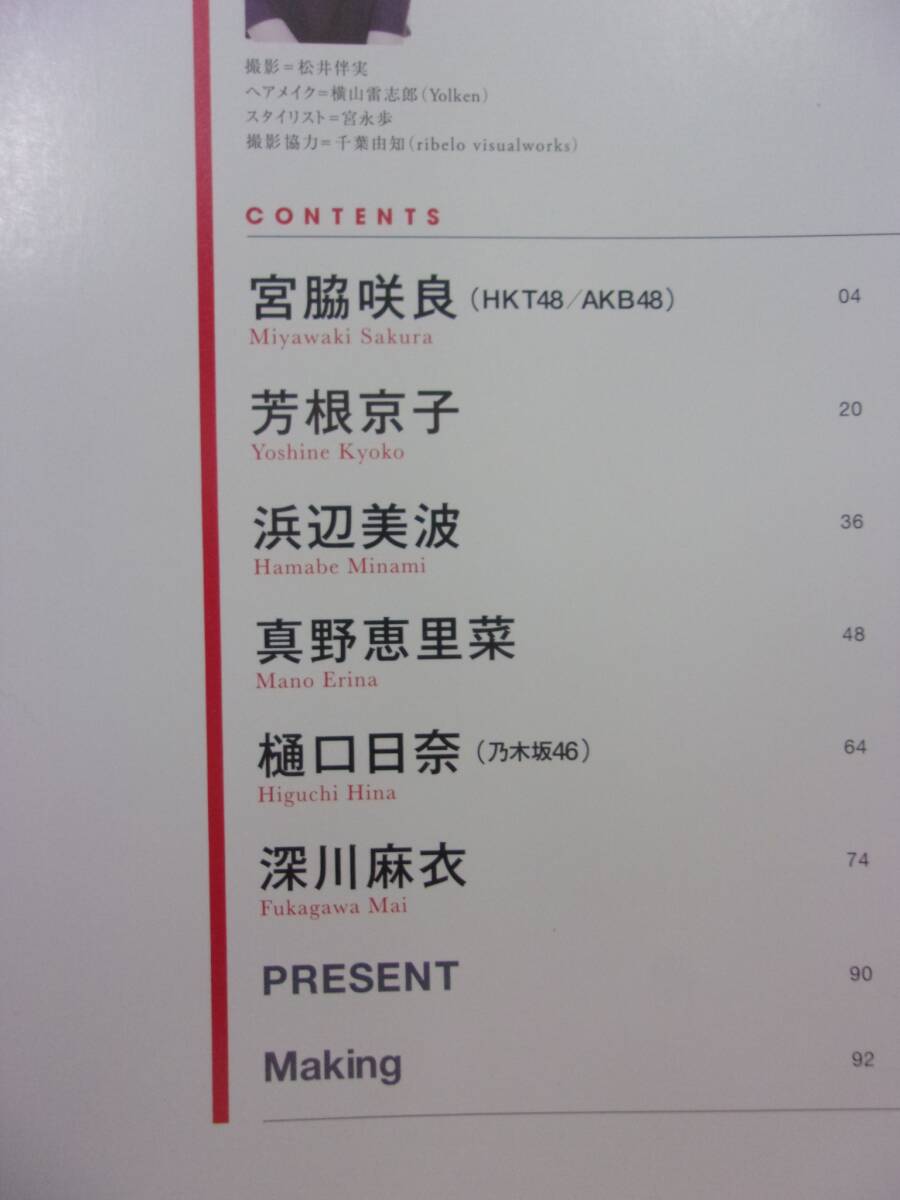 撮影=松井伴実
ヘアメイク=横山雷志郎(Yolken)
スタイリスト=宮永歩
撮影協力=千葉由知(ribelo visualworks)
CONTENTS
宮脇咲良(HKT48/AKB48) 04
Miyawaki Sakura
芳根京子 20
Yoshine Kyoko
浜辺美波 36
Hamabe Minami
真野恵里菜 48
Mano Erina
樋口日奈(乃木坂46) 64
Higuchi Hina
深川麻衣 74
Fukagawa Mai
PRESENT 90
Making 92